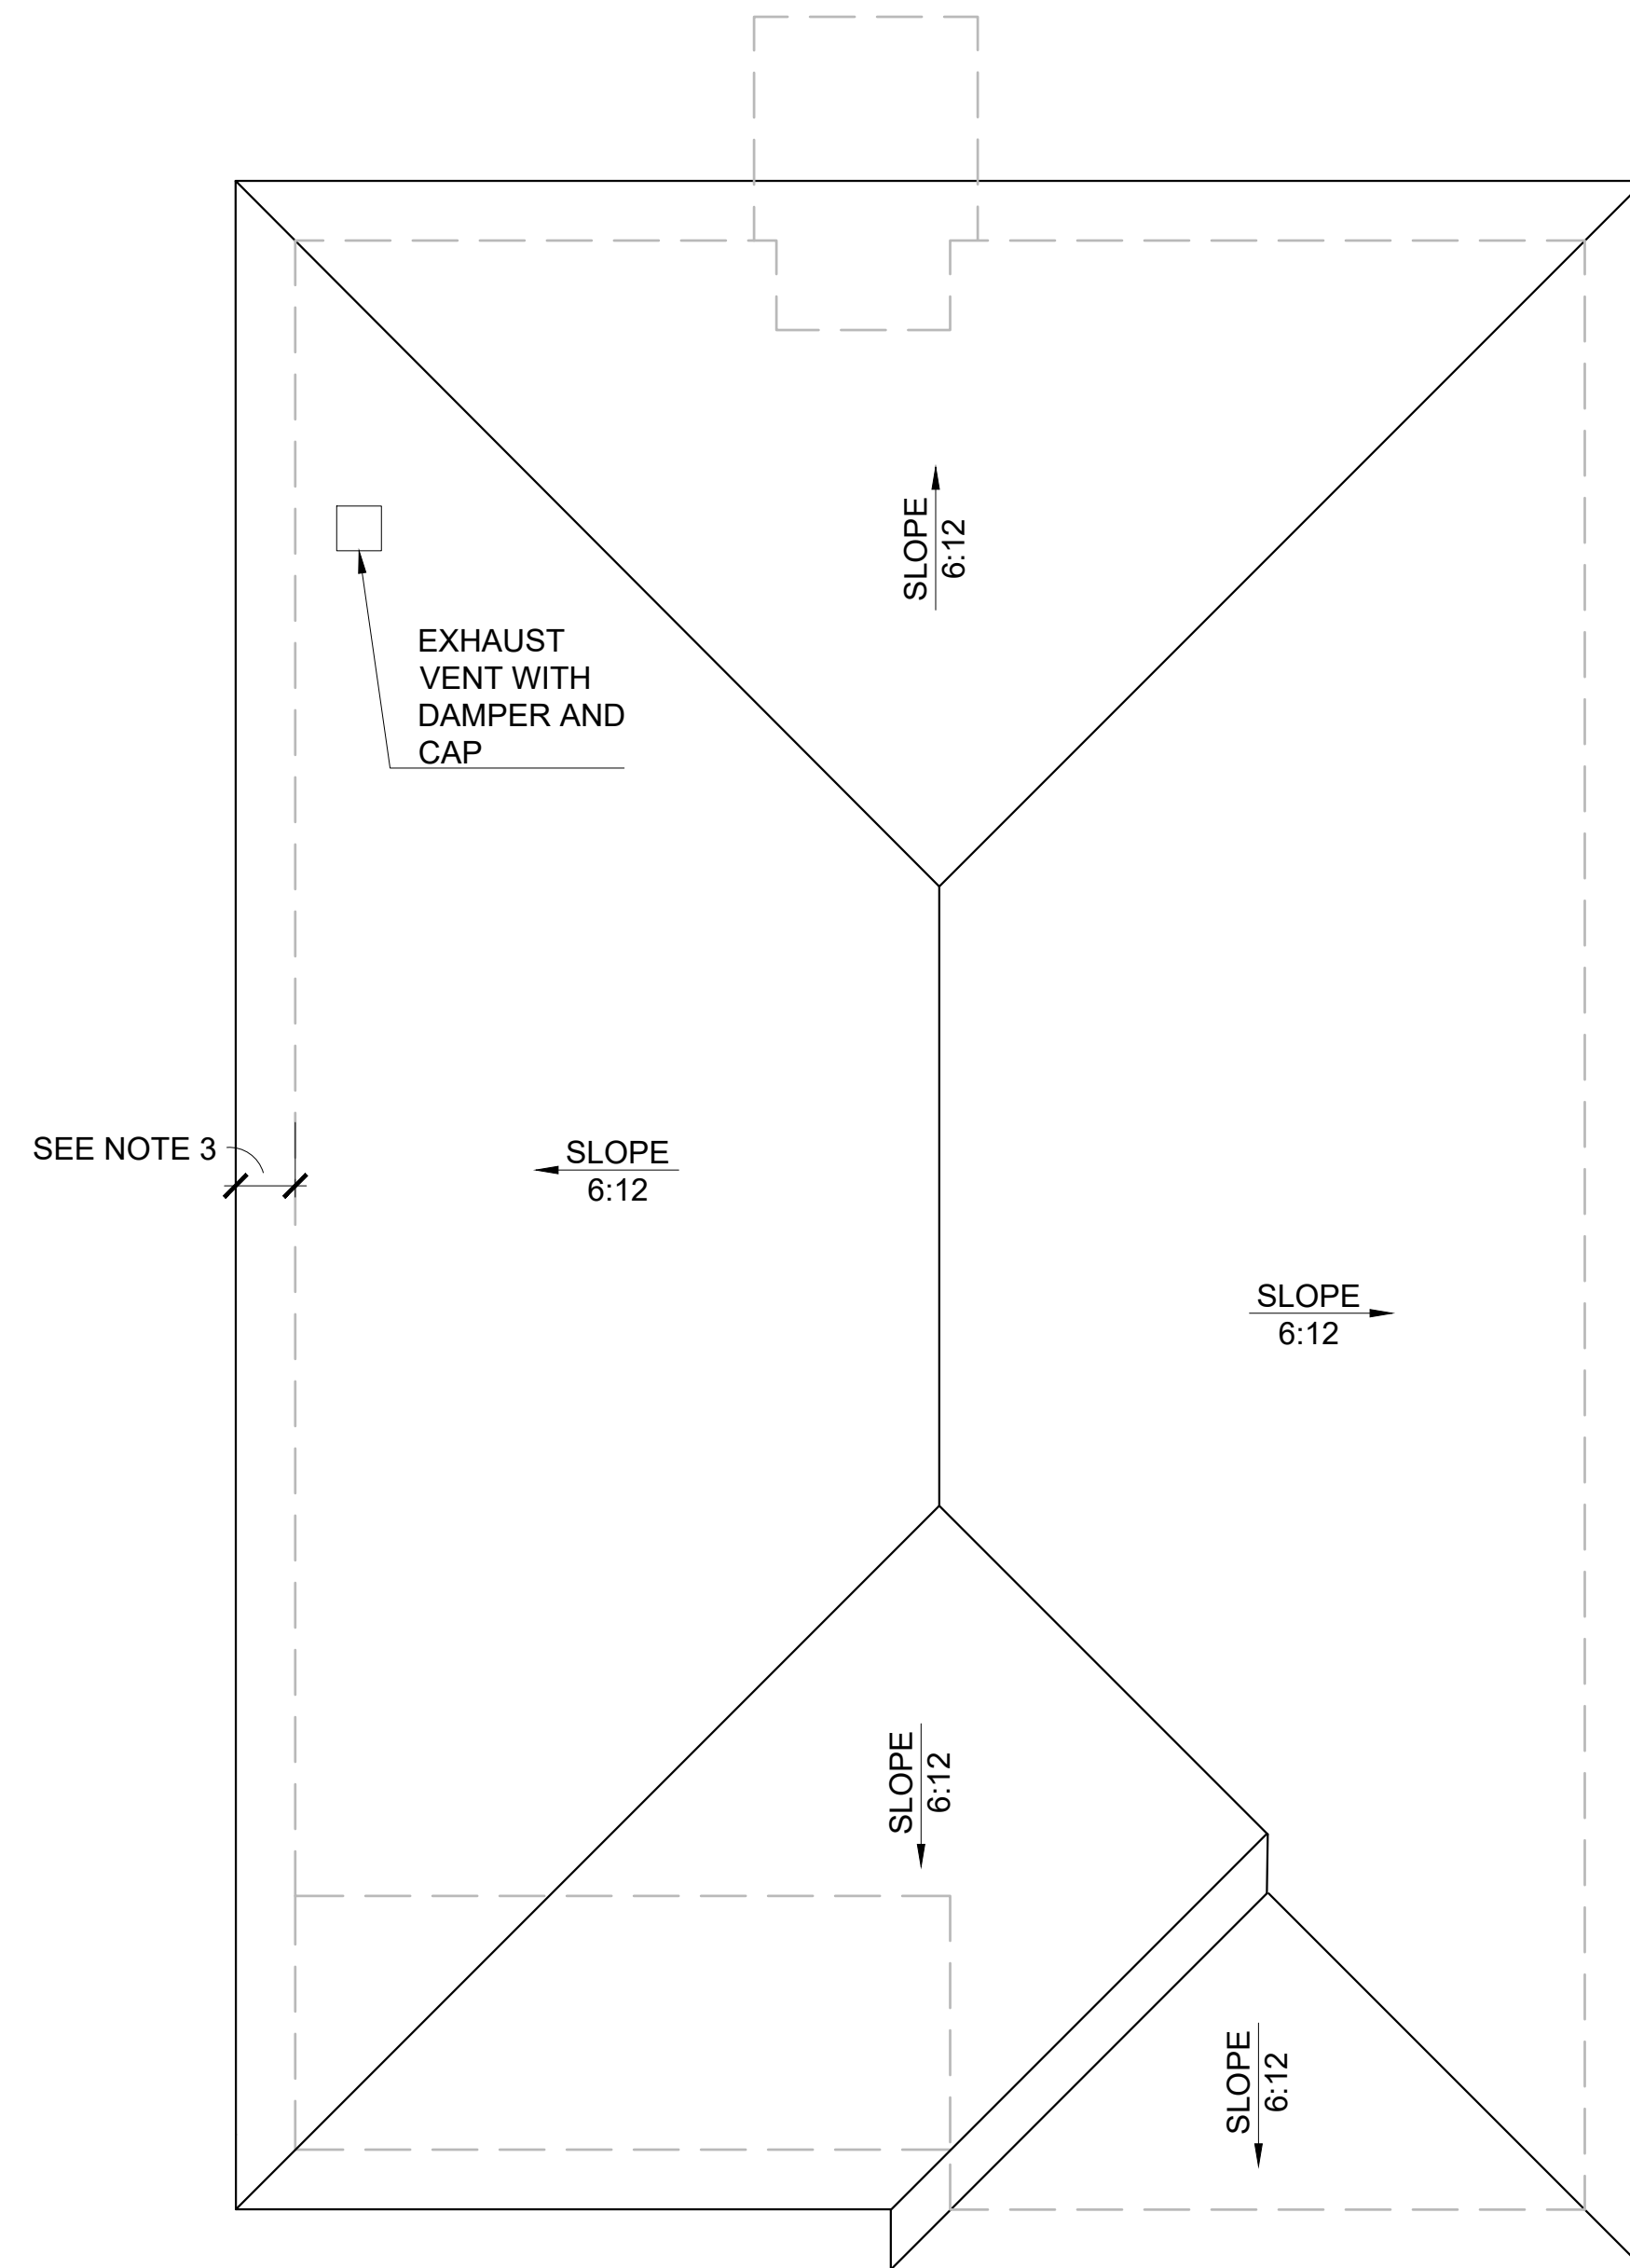 SLOPE
6:12
EXHAUST
VENT WITH
DAMPER AND
CAP
SEE NOTE 3
SLOPE
6:12
SLOPE
6:12
SLOPE
6:12
SLOPE
6:12